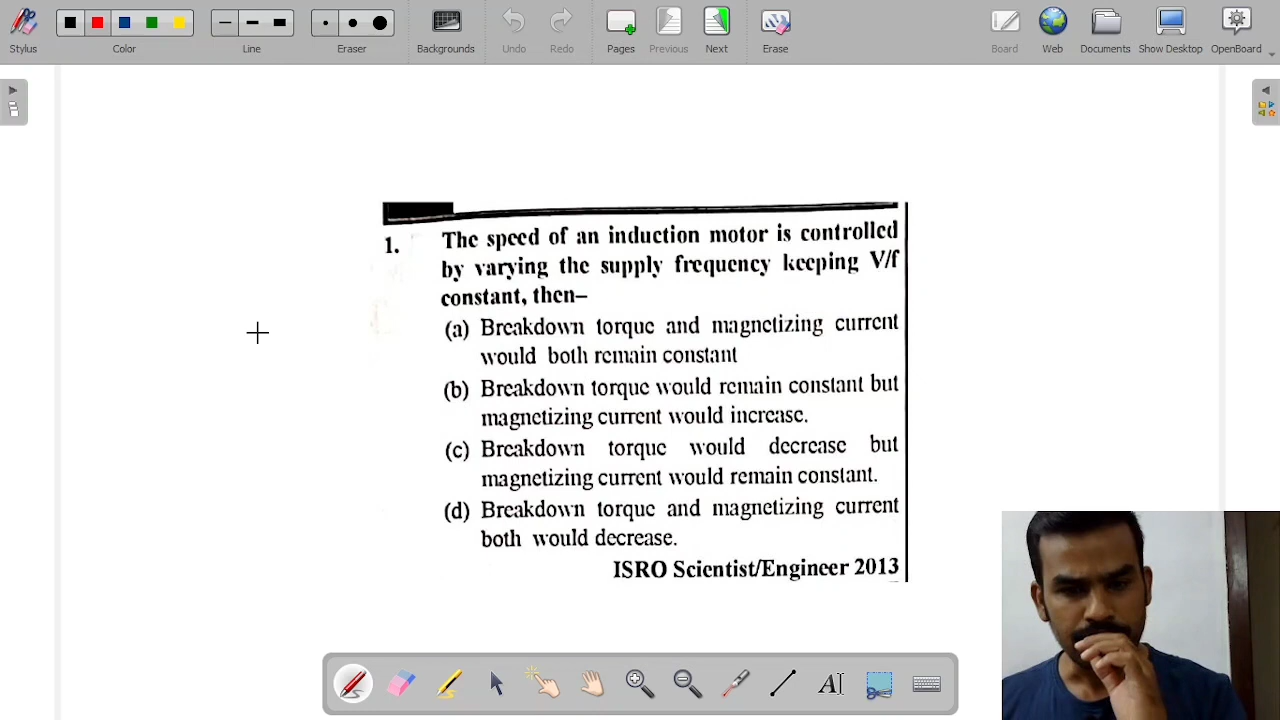 Stylus Color Line Eraser Backgrounds Undo Redo Pages Previous Next Erase Board Web Documents Show Desktop OpenBoard
1. The speed of an induction motor is controlled
by varying the supply frequency keeping V/f
constant, then–
(a) Breakdown torque and magnetizing current
would both remain constant
(b) Breakdown torque would remain constant but
magnetizing current would increase.
(c) Breakdown torque would decrease but
magnetizing current would remain constant.
(d) Breakdown torque and magnetizing current
both would decrease.
ISRO Scientist/Engineer 2013